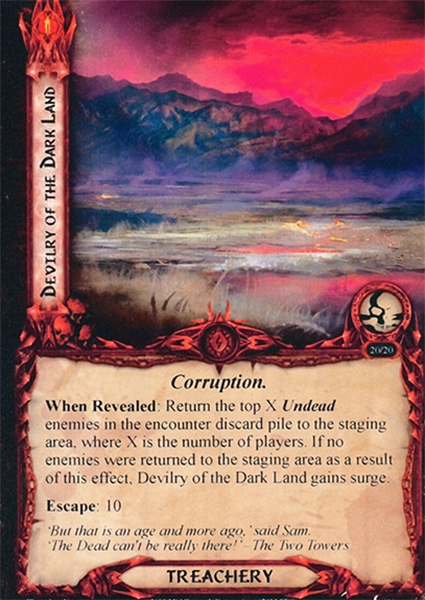 Devilry of the Dark Land
20/20
Corruption.
When Revealed: Return the top X Undead
enemies in the encounter discard pile to the staging
area, where X is the number of players. If no
enemies were returned to the staging area as a result
of this effect, Devilry of the Dark Land gains surge.
Escape: 10
'But that is an age and more ago,' said Sam.
'The Dead can't be really there!' –The Two Towers
TREACHERY